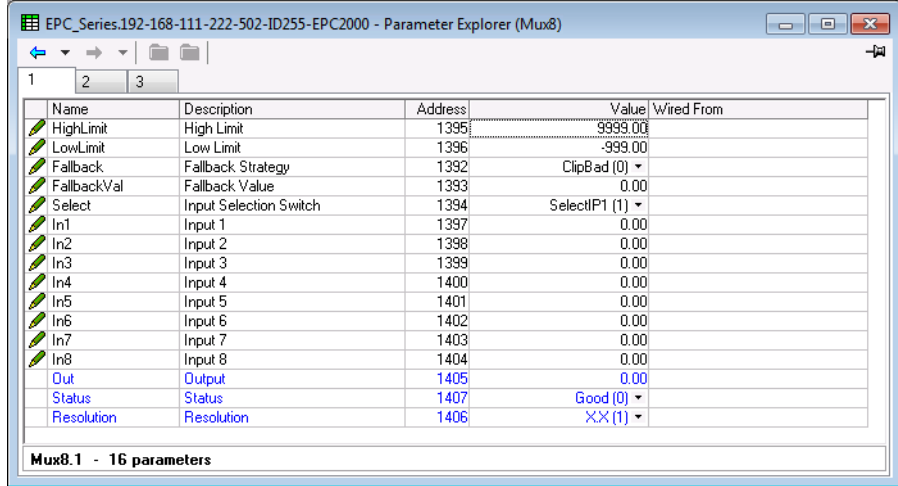 EPC_Series.192-168-111-222-502-ID255-EPC2000 - Parameter Explorer (Mux8)
1 2 3
Name Description Address Value Wired From
HighLimit High Limit 1395 9999.00
LowLimit Low Limit 1396 -999.00
Fallback Fallback Strategy 1392 ClipBad (0)
FallbackVal Fallback Value 1393 0.00
Select Input Selection Switch 1394 SelectIP1 (1)
In1 Input 1 1397 0.00
In2 Input 2 1398 0.00
In3 Input 3 1399 0.00
In4 Input 4 1400 0.00
In5 Input 5 1401 0.00
In6 Input 6 1402 0.00
In7 Input 7 1403 0.00
In8 Input 8 1404 0.00
Out Output 1405 0.00
Status Status 1407 Good (0)
Resolution Resolution 1406 X.X (1)
Mux8.1 - 16 parameters